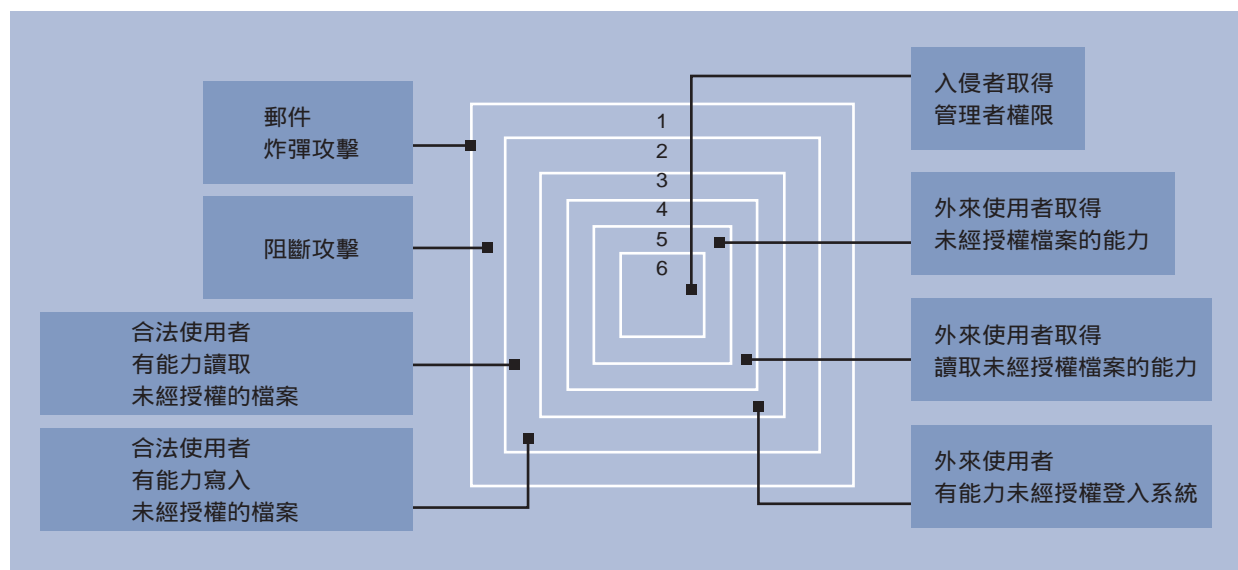 郵件
炸彈攻擊
阻斷攻擊
合法使用者
有能力讀取
未經授權的檔案
合法使用者
有能力寫入
未經授權的檔案
1
2
3
4
5
6
入侵者取得
管理者權限
外來使用者取得
未經授權檔案的能力
外來使用者取得
讀取未經授權檔案的能力
外來使用者
有能力未經授權登入系統